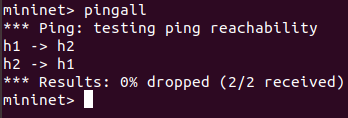 mininet> pingall
*** Ping: testing ping reachability
h1 -> h2
h2 -> h1
*** Results: 0% dropped (2/2 received)
mininet>